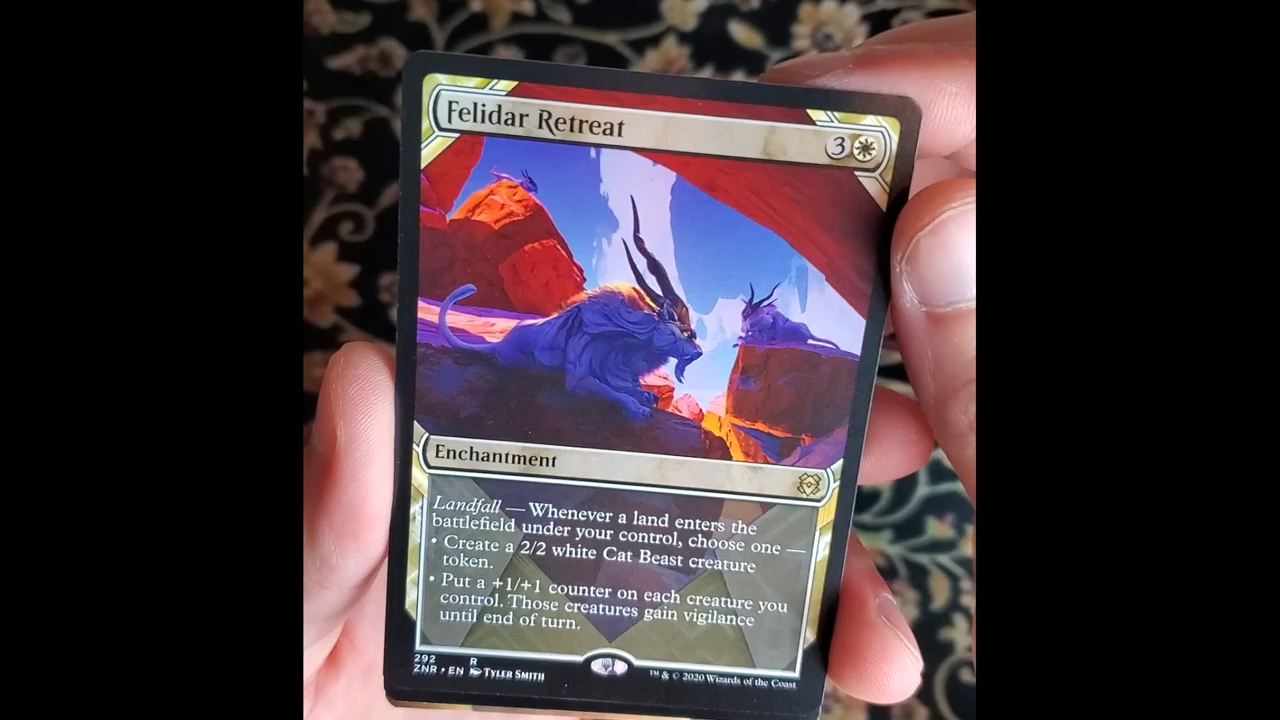 Felidar Retreat 3
Enchantment
Landfall — Whenever a land enters the
battlefield under your control, choose one —
• Create a 2/2 white Cat Beast creature
token.
• Put a +1/+1 counter on each creature you
control. Those creatures gain vigilance
until end of turn.
292 R
ZNR • EN Tyler Smith
™ & © 2020 Wizards of the Coast